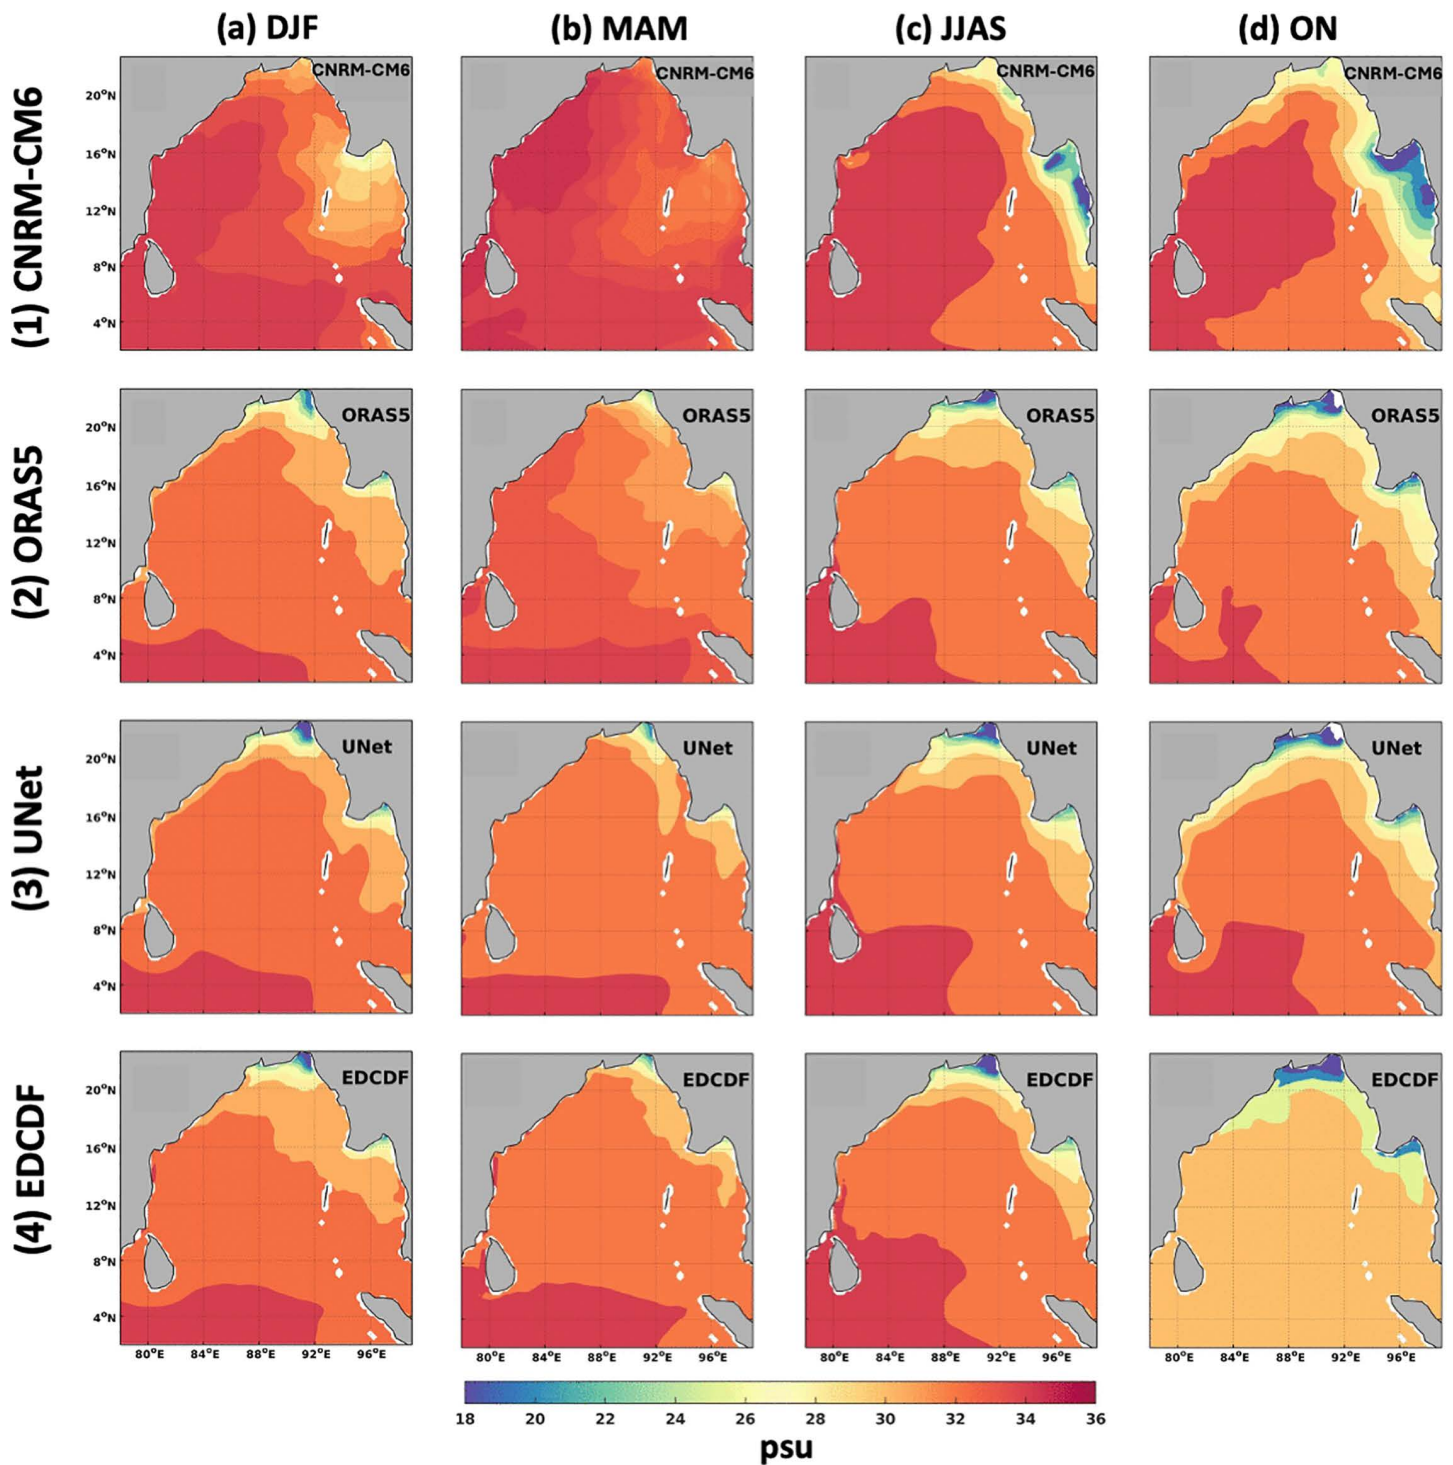 (a) DJF (b) MAM (c) JJAS (d) ON
(1) CNRM-CM6
CNRM-CM6 CNRM-CM6 CNRM-CM6 CNRM-CM6
20°N
16°N
12°N
8°N
4°N
(2) ORAS5
ORAS5 ORAS5 ORAS5 ORAS5
20°N
16°N
12°N
8°N
4°N
(3) UNet
UNet UNet UNet UNet
20°N
16°N
12°N
8°N
4°N
(4) EDCDF
EDCDF EDCDF EDCDF EDCDF
20°N
16°N
12°N
8°N
4°N
80°E 84°E 88°E 92°E 96°E 80°E 84°E 88°E 92°E 96°E 80°E 84°E 88°E 92°E 96°E 80°E 84°E 88°E 92°E 96°E
18 20 22 24 26 28 30 32 34 36
psu